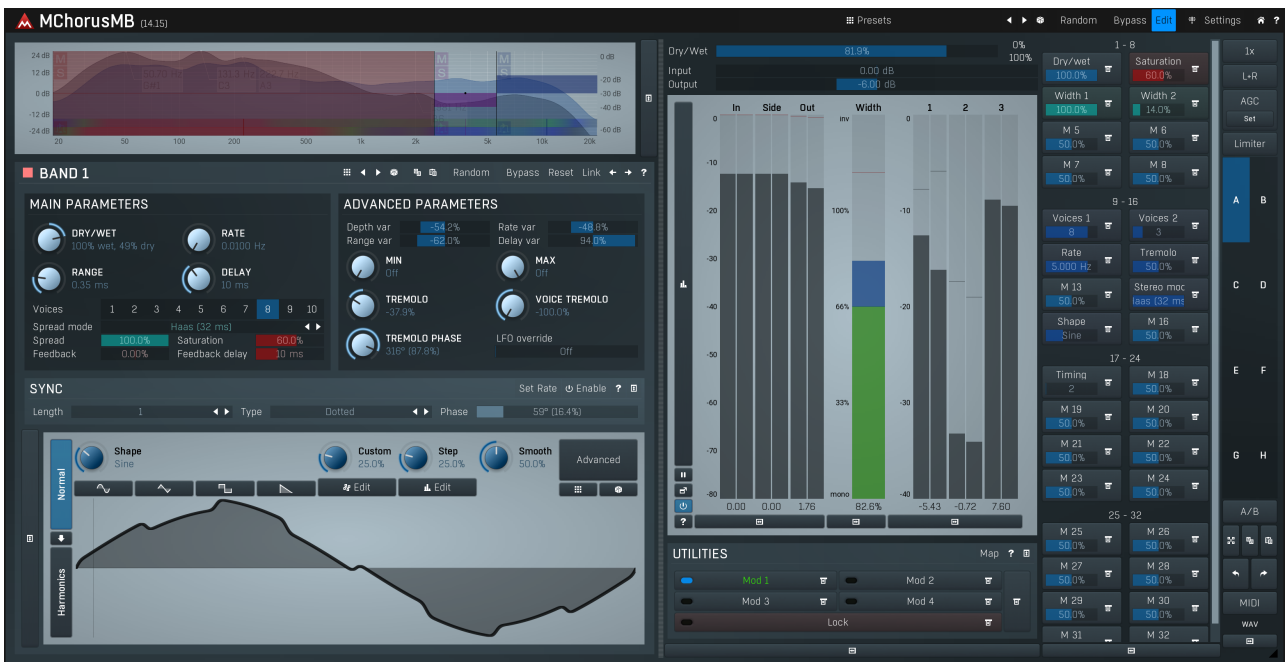 MChorusMB (14.15)
Presets
Random Bypass Edit Settings ?
24 dB
12 dB
0 dB
-12 dB
-24 dB
M
S
M
S
M
S
0 dB
-20 dB
-30 dB
-40 dB
-60 dB
20 50 100 200 500 1k 2k 5k 10k 20k
BAND 1
Random Bypass Reset Link ?
MAIN PARAMETERS
DRY/WET
100% wet, 49% dry
RATE
0.0100 Hz
RANGE
0.35 ms
DELAY
10 ms
Voices 1 2 3 4 5 6 7 8 9 10
Spread mode Haas (32 ms)
Spread 100.0% Saturation 60.0%
Feedback 0.00% Feedback delay 10 ms
ADVANCED PARAMETERS
Depth var -54.2% Rate var -48.8%
Range var -62.0% Delay var 94.0%
MIN
Off
MAX
Off
TREMOLO
-37.9%
VOICE TREMOLO
-100.0%
TREMOLO PHASE
316° (87.8%)
LFO override
Off
SYNC
Set Rate Enable ?
Length 1 Type Dotted Phase 59° (16.4%)
Normal
Harmonics
Shape
Sine
Custom
25.0%
Step
25.0%
Smooth
50.0%
Advanced
Edit Edit
Dry/Wet 81.9% 0%
100%
Input 0.00 dB
Output -6.00 dB
In Side Out Width 1 2 3
0
-10
-20
-30
-40
-50
-60
-70
-80
inv
100%
66%
33%
mono
0
-10
-20
-30
-40
0.00 0.00 1.76 82.6% -5.43 -0.72 7.60
?
UTILITIES
Map ?
Mod 1 Mod 2
Mod 3 Mod 4
Lock
1 - 8
Dry/wet Saturation
100.0% 60.0%
Width 1 Width 2
100.0% 14.0%
M 5 M 6
50.0% 50.0%
M 7 M 8
50.0% 50.0%
9 - 16
Voices 1 Voices 2
8 3
Rate Tremolo
5.000 Hz 50.0%
M 13 Stereo moc
50.0% laas (32 ms
Shape M 16
Sine 50.0%
17 - 24
Timing M 18
2 50.0%
M 19 M 20
50.0% 50.0%
M 21 M 22
50.0% 50.0%
M 23 M 24
50.0% 50.0%
25 - 32
M 25 M 26
50.0% 50.0%
M 27 M 28
50.0% 50.0%
M 29 M 30
50.0% 50.0%
M 31 M 32
1x
L+R
AGC
Set
Limiter
A B
C D
E F
G H
A/B
MIDI
WAV